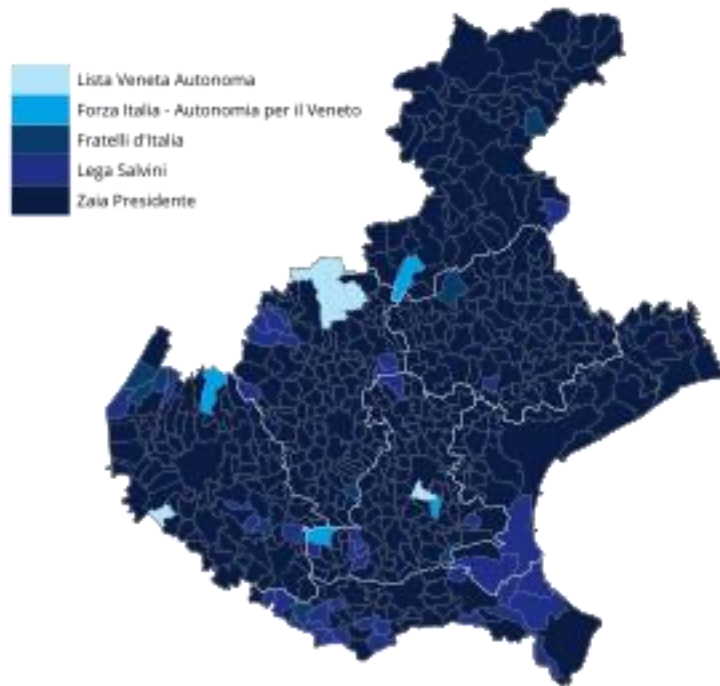 Lista Veneta Autonoma
Forza Italia - Autonomia per il Veneto
Fratelli d'Italia
Lega Salvini
Zaia Presidente